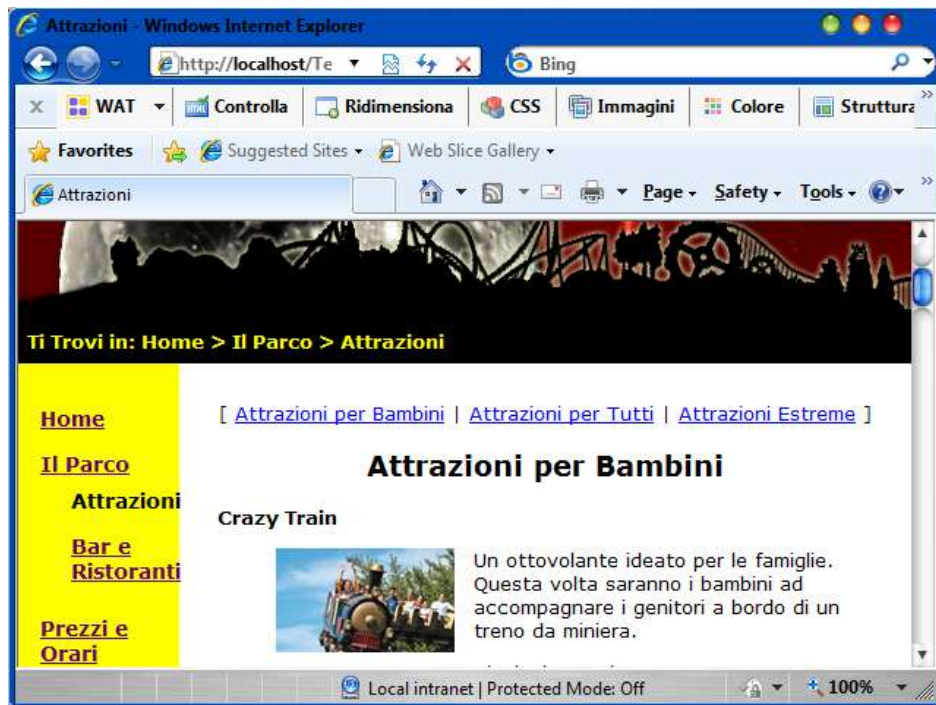 Attrazioni - Windows Internet Explorer
http://localhost/Te
Bing
WAT Controlla Ridimensiona CSS Immagini Colore Struttura
Favorites Suggested Sites Web Slice Gallery
Attrazioni
Page Safety Tools
Ti Trovi in: Home > Il Parco > Attrazioni
Home
Il Parco
Attrazioni
Bar e
Ristoranti
Prezzi e
Orari
[ Attrazioni per Bambini | Attrazioni per Tutti | Attrazioni Estreme ]
Attrazioni per Bambini
Crazy Train
Un ottovolante ideato per le famiglie.
Questa volta saranno i bambini ad
accompagnare i genitori a bordo di un
treno da miniera.
Local intranet | Protected Mode: Off
100%